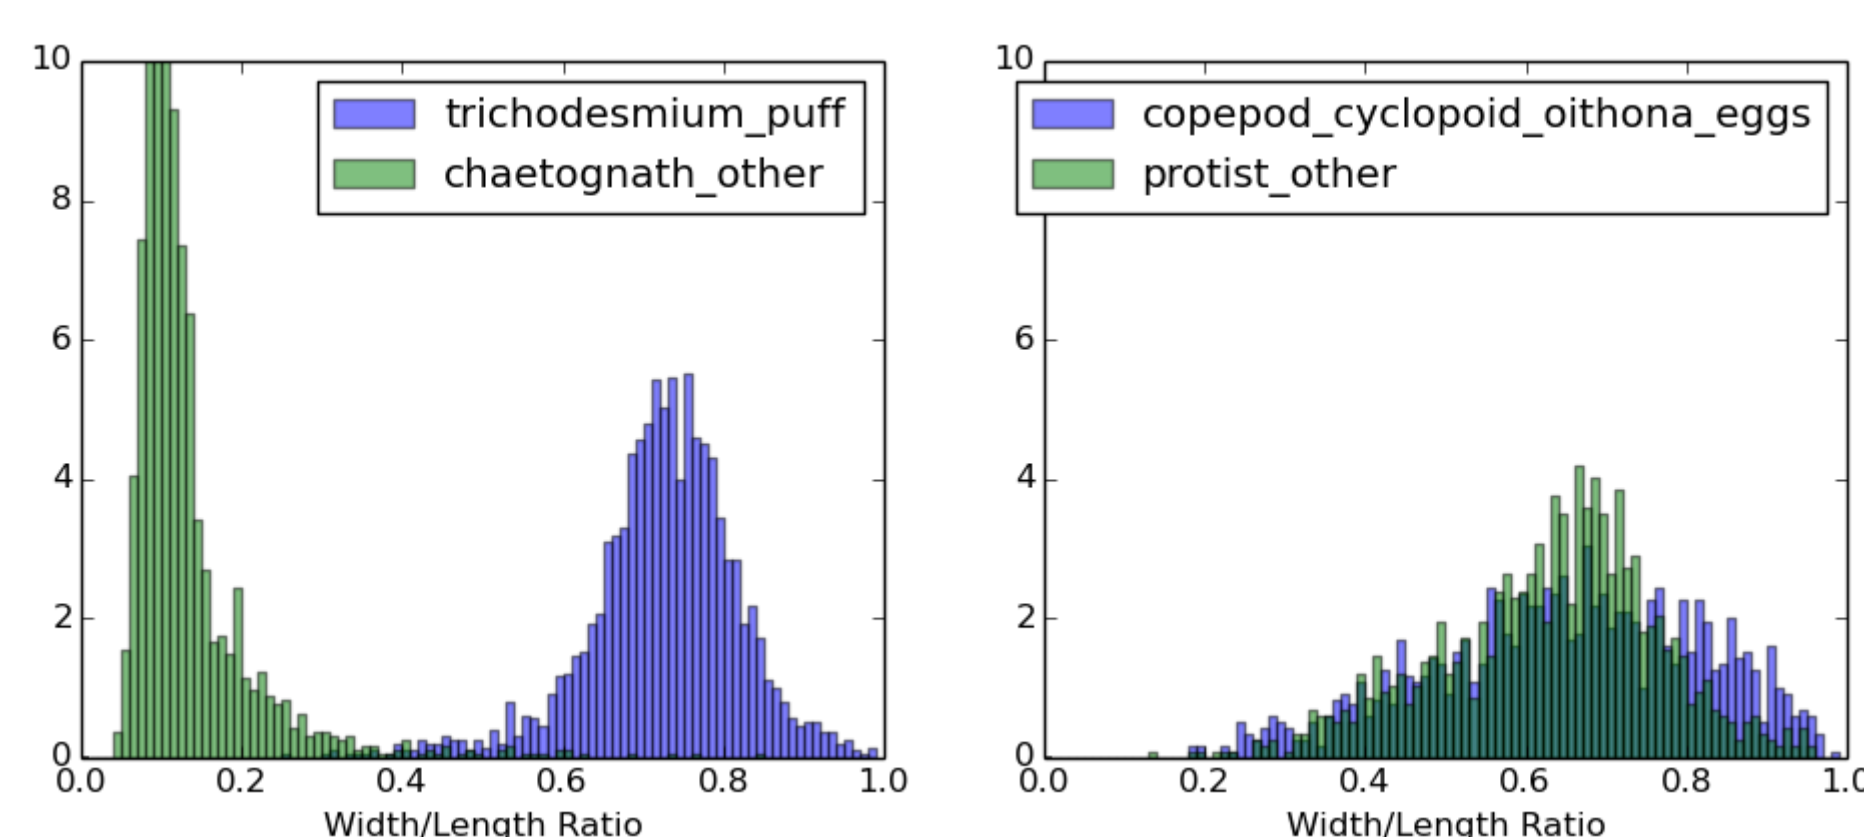 10
8
6
4
2
0
0.0 0.2 0.4 0.6 0.8 1.0
Width/Length Ratio
trichodesmium_puff
chaetognath_other
10
6
4
2
0
0.0 0.2 0.4 0.6 0.8 1.0
Width/Length Ratio
copepod_cyclopoid_oithona_eggs
protist_other